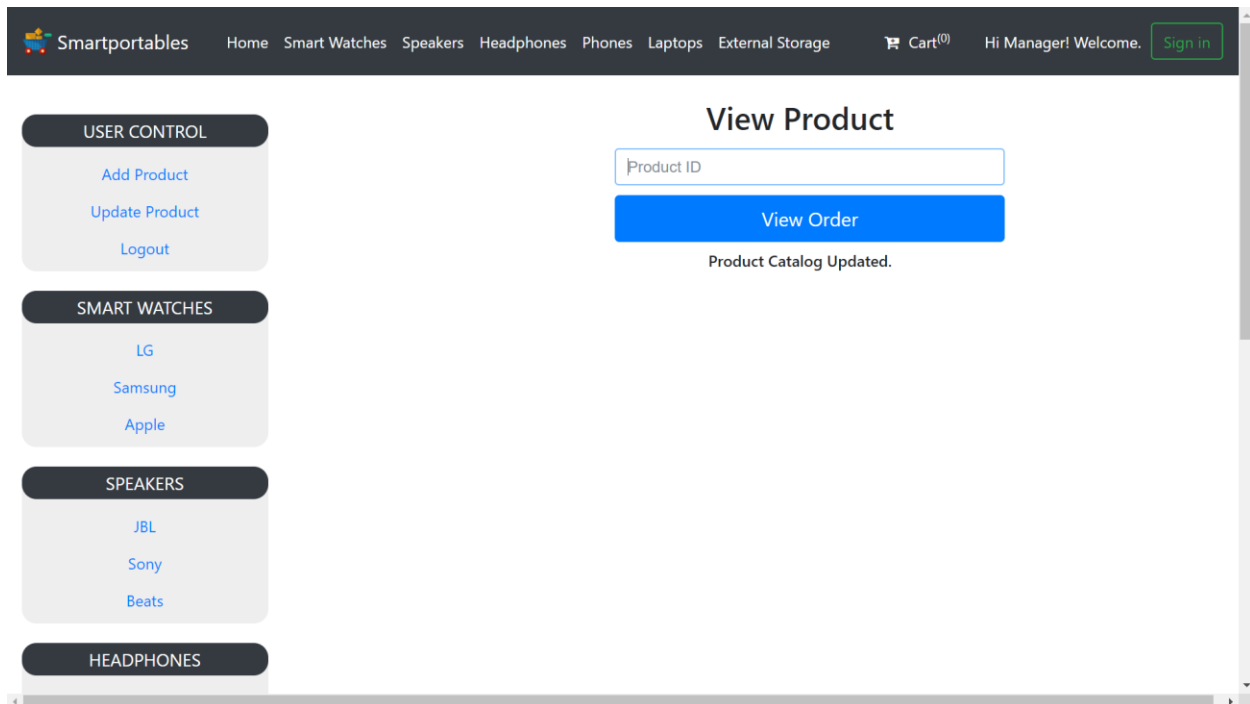 Smartportables Home Smart Watches Speakers Headphones Phones Laptops External Storage Cart(0) Hi Manager! Welcome. Sign in
USER CONTROL
Add Product
Update Product
Logout
SMART WATCHES
LG
Samsung
Apple
SPEAKERS
JBL
Sony
Beats
HEADPHONES
View Product
Product ID
View Order
Product Catalog Updated.